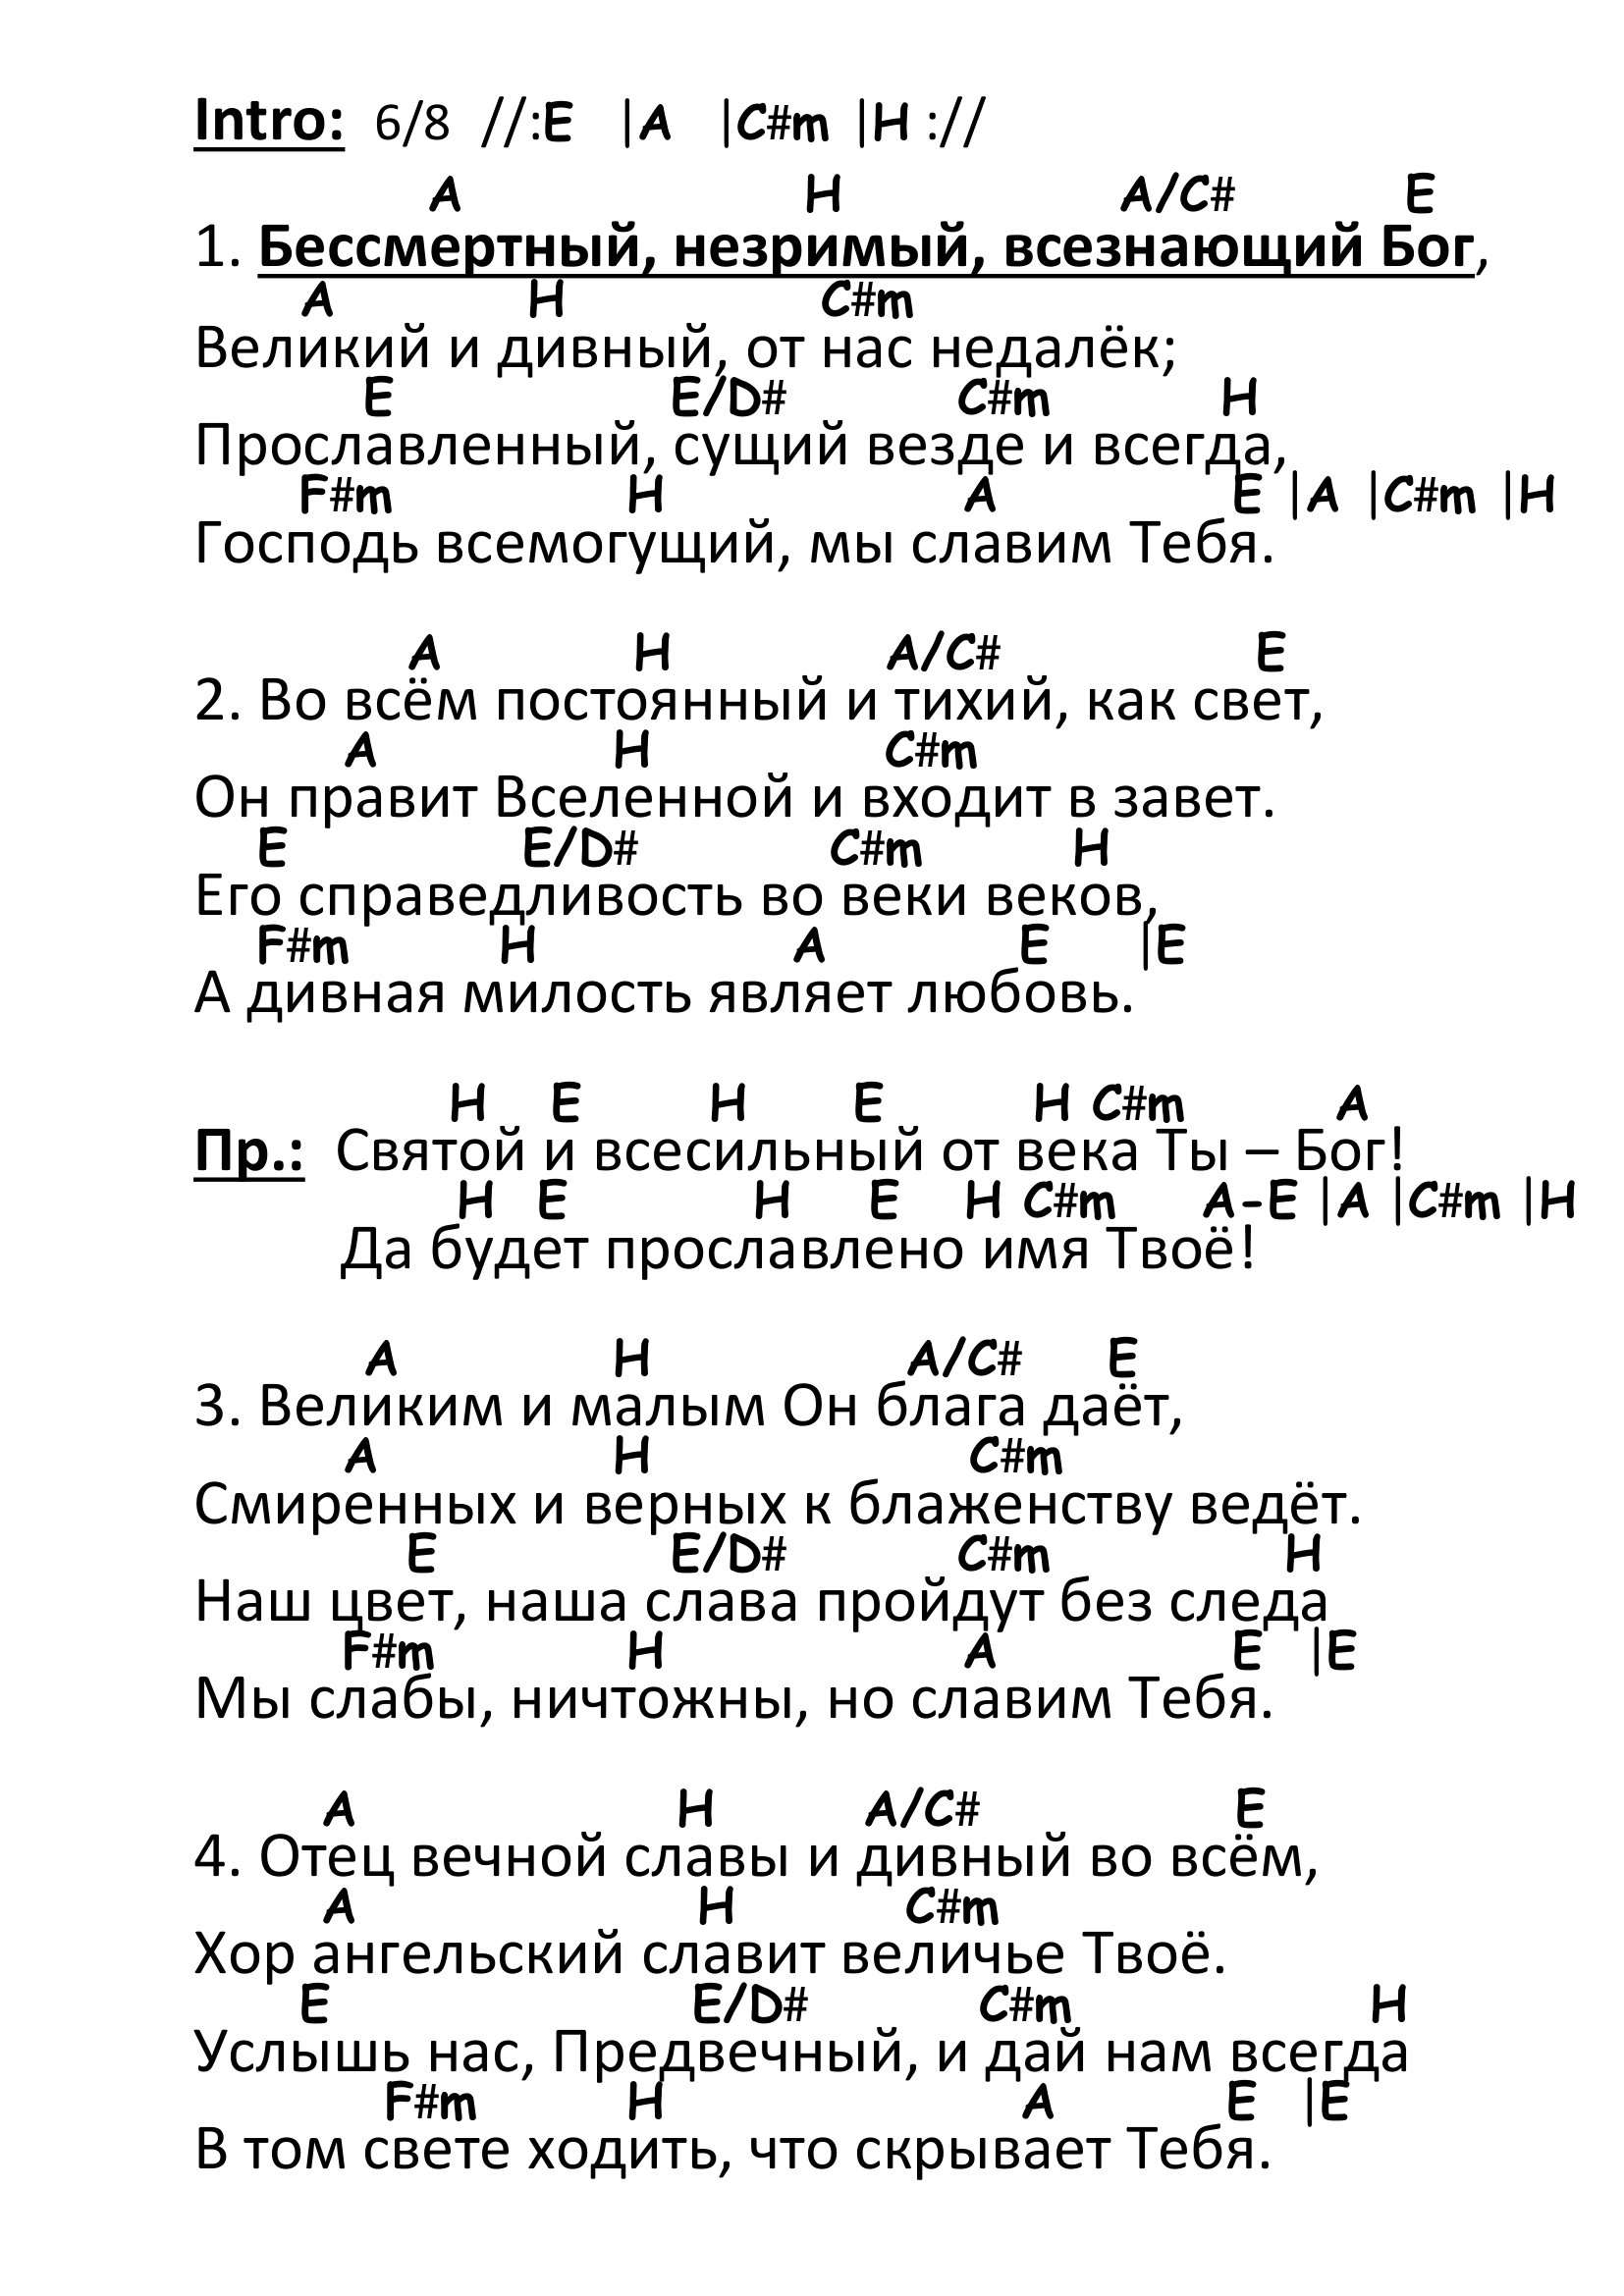 Intro: 6/8 //:E |A |C#m |H ://
A H A/C# E
1. Бессмертный, незримый, всезнающий Бог,
A H C#m
Великий и дивный, от нас недалёк;
E E/D# C#m H
Прославленный, сущий везде и всегда,
F#m H A E |A |C#m |H
Господь всемогущий, мы славим Тебя.
A H A/C# E
2. Во всём постоянный и тихий, как свет,
A H C#m
Он правит Вселенной и входит в завет.
E E/D# C#m H
Его справедливость во веки веков,
F#m H A E |E
А дивная милость являет любовь.
H E H E H C#m A
Пр.: Святой и всесильный от века Ты – Бог!
H E H E H C#m A-E |A |C#m |H
Да будет прославлено имя Твоё!
A H A/C# E
3. Великим и малым Он блага даёт,
A H C#m
Смиренных и верных к блаженству ведёт.
E E/D# C#m H
Наш цвет, наша слава пройдут без следа
F#m H A E |E
Мы слабы, ничтожны, но славим Тебя.
A H A/C# E
4. Отец вечной славы и дивный во всём,
A H C#m
Хор ангельский славит величье Твоё.
E E/D# C#m H
Услышь нас, Предвечный, и дай нам всегда
F#m H A E |E
В том свете ходить, что скрывает Тебя.